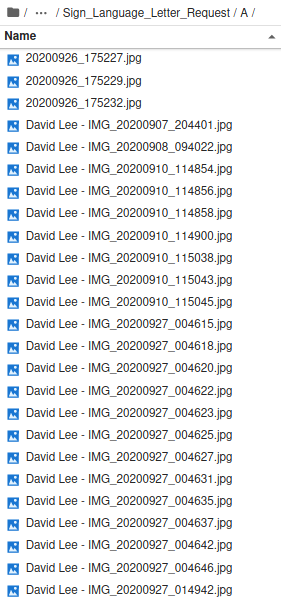 / ... / Sign_Language_Letter_Request / A /
Name
20200926_175227.jpg
20200926_175229.jpg
20200926_175232.jpg
David Lee - IMG_20200907_204401.jpg
David Lee - IMG_20200908_094022.jpg
David Lee - IMG_20200910_114854.jpg
David Lee - IMG_20200910_114856.jpg
David Lee - IMG_20200910_114858.jpg
David Lee - IMG_20200910_114900.jpg
David Lee - IMG_20200910_115038.jpg
David Lee - IMG_20200910_115043.jpg
David Lee - IMG_20200910_115045.jpg
David Lee - IMG_20200927_004615.jpg
David Lee - IMG_20200927_004618.jpg
David Lee - IMG_20200927_004620.jpg
David Lee - IMG_20200927_004622.jpg
David Lee - IMG_20200927_004623.jpg
David Lee - IMG_20200927_004625.jpg
David Lee - IMG_20200927_004627.jpg
David Lee - IMG_20200927_004631.jpg
David Lee - IMG_20200927_004635.jpg
David Lee - IMG_20200927_004637.jpg
David Lee - IMG_20200927_004642.jpg
David Lee - IMG_20200927_004646.jpg
David Lee - IMG_20200927_014942.jpg